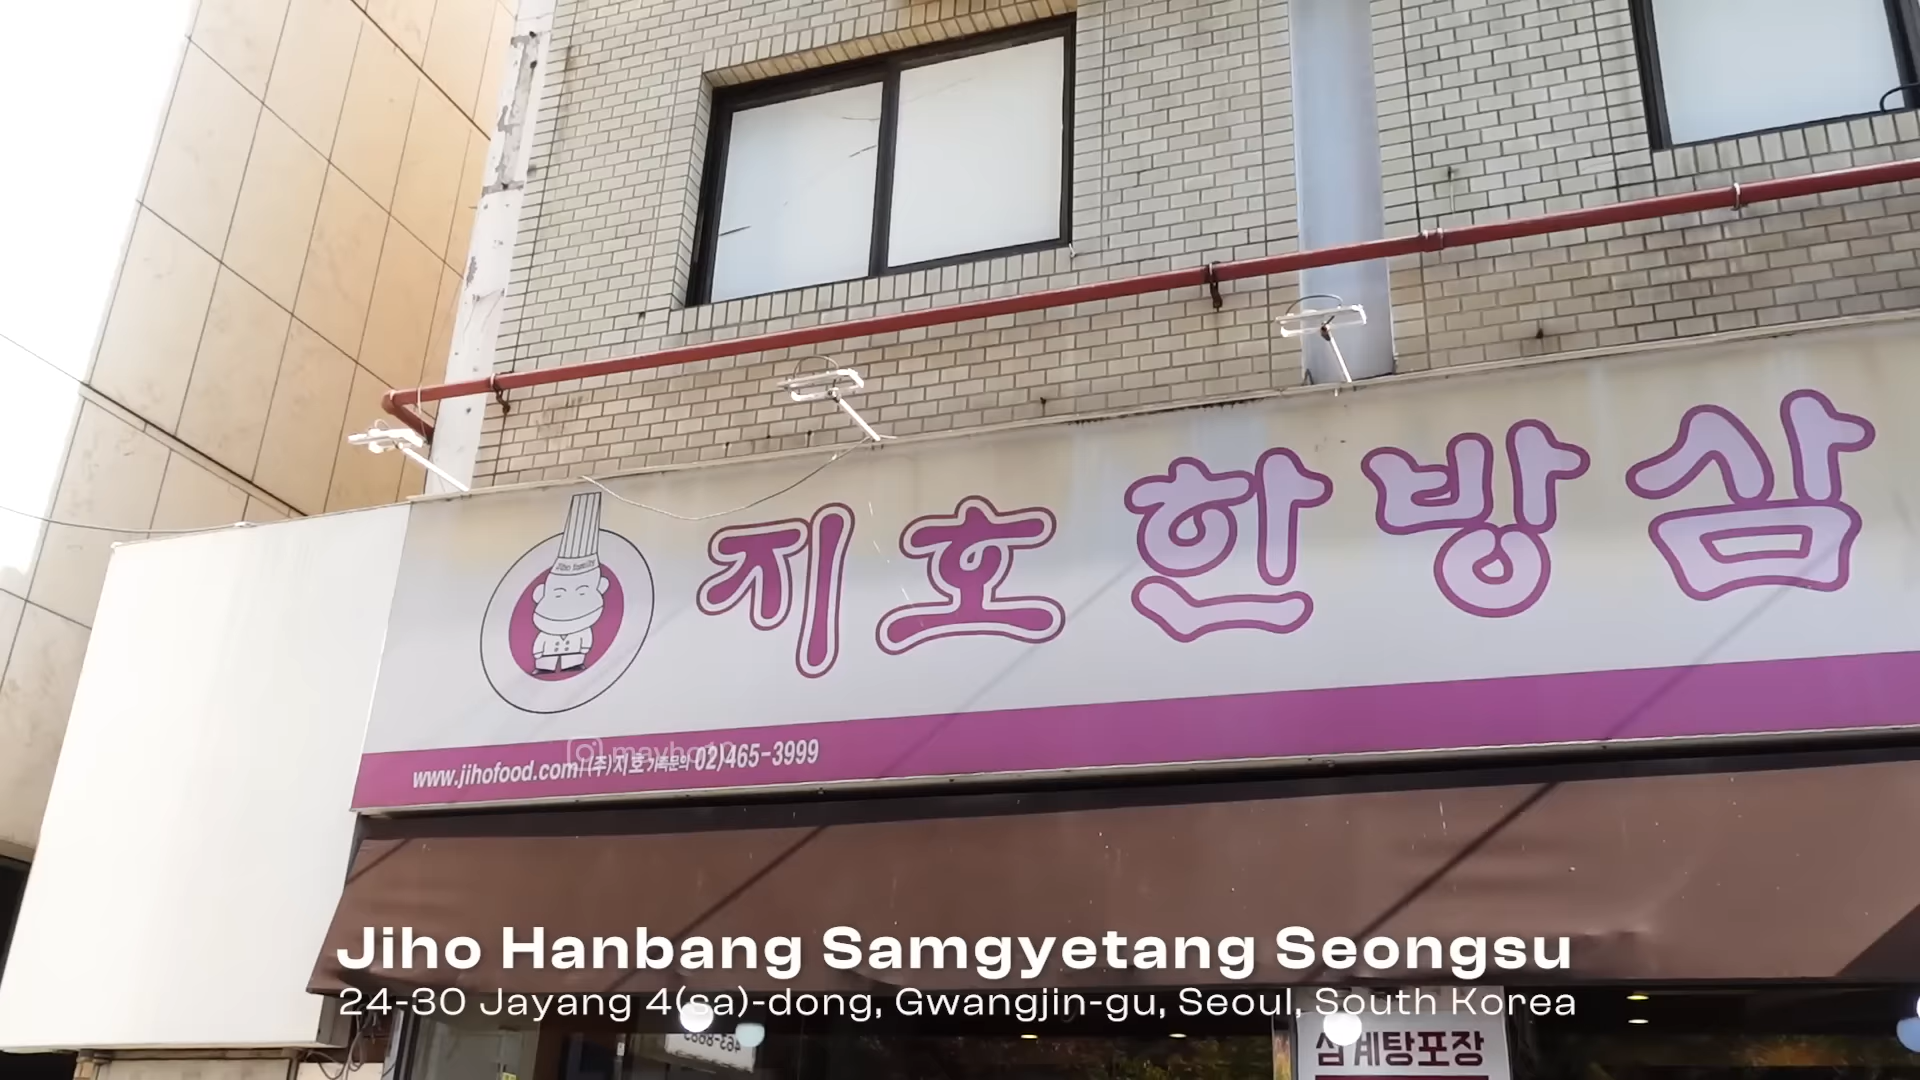 Jiho family
지호 한방삼
www.jihofood.com (주)지호 가족문의 02)465-3999
Jiho Hanbang Samgyetang Seongsu
24-30 Jayang 4(sa)-dong, Gwangjin-gu, Seoul, South Korea
삼계탕포장